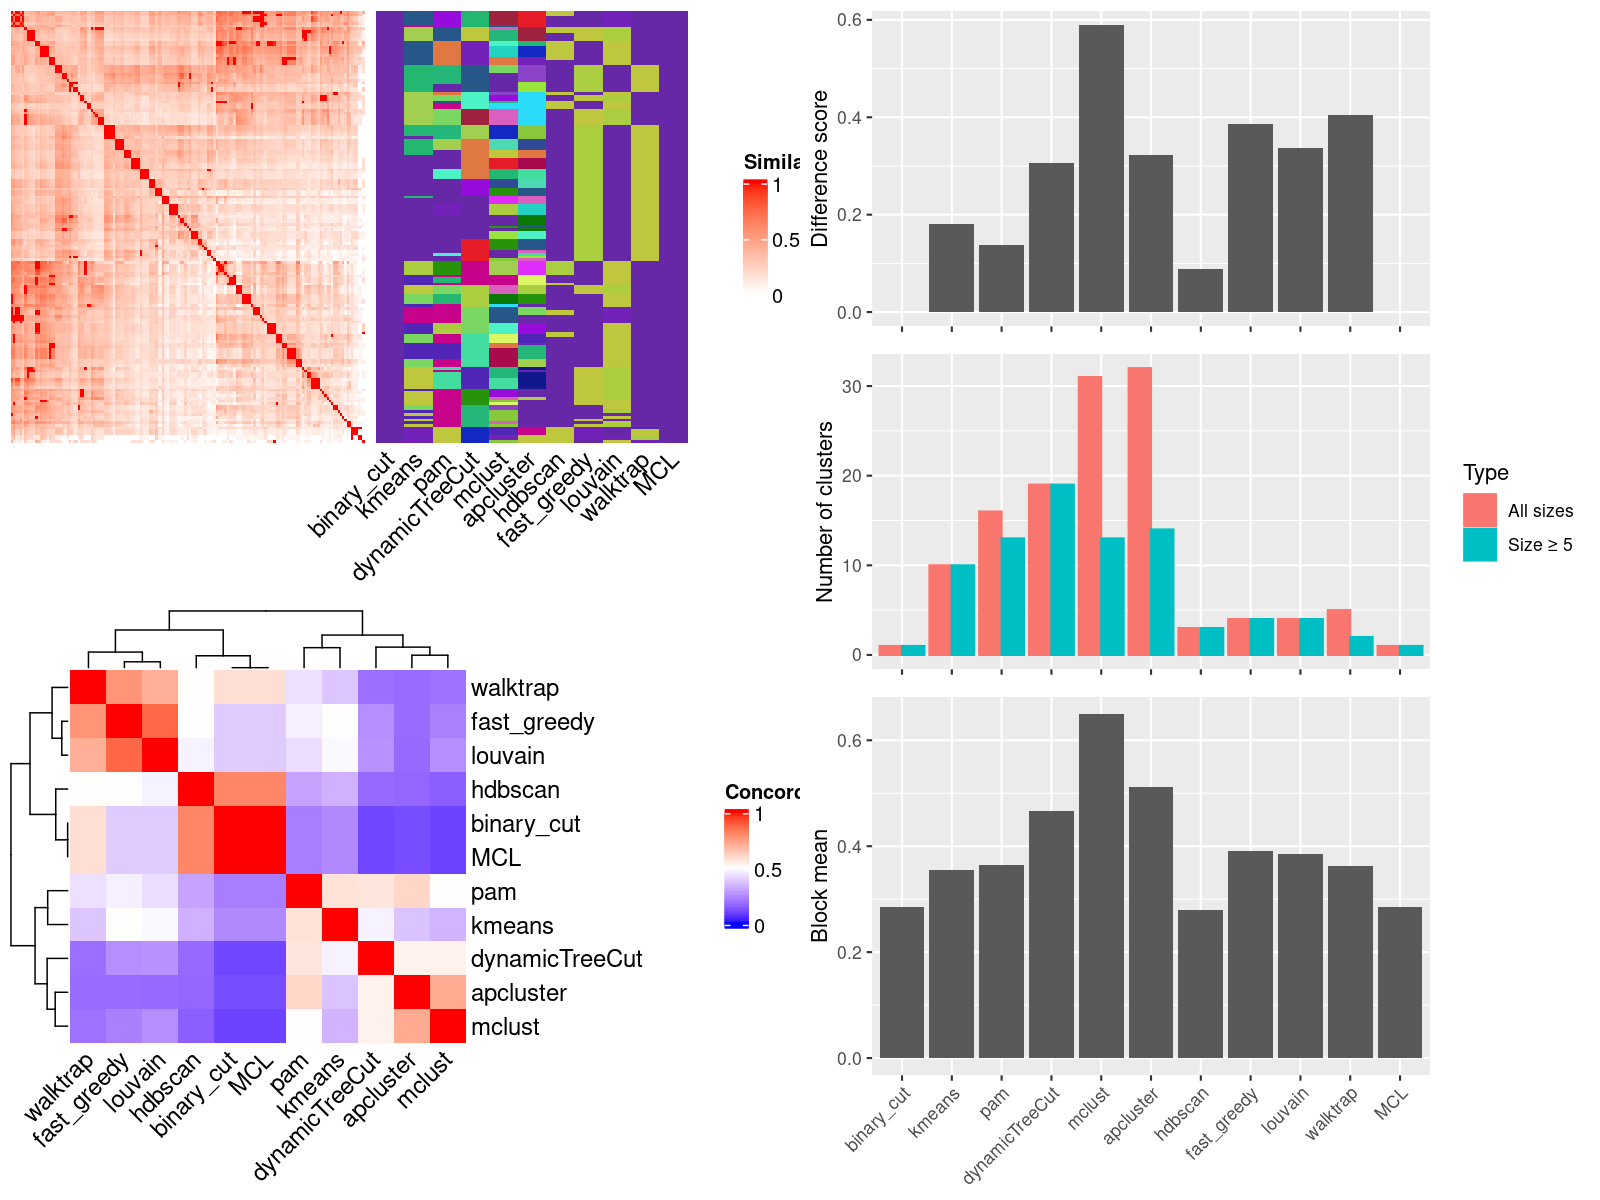 Simila
1
0.5
0
binary_cut
kmeans
pam
dynamicTreeCut
mclust
apcluster
hdbscan
fast_greedy
louvain
walktrap
MCL
Difference score
0.6
0.4
0.2
0.0
Number of clusters
30
20
10
0
Type
All sizes
Size ≥ 5
walktrap
fast_greedy
louvain
hdbscan
binary_cut
MCL
pam
kmeans
dynamicTreeCut
apcluster
mclust
walktrap
fast_greedy
louvain
hdbscan
binary_cut
MCL
pam
kmeans
dynamicTreeCut
apcluster
mclust
Concord
1
0.5
0
Block mean
0.6
0.4
0.2
0.0
binary_cut
kmeans
pam
dynamicTreeCut
mclust
apcluster
hdbscan
fast_greedy
louvain
walktrap
MCL